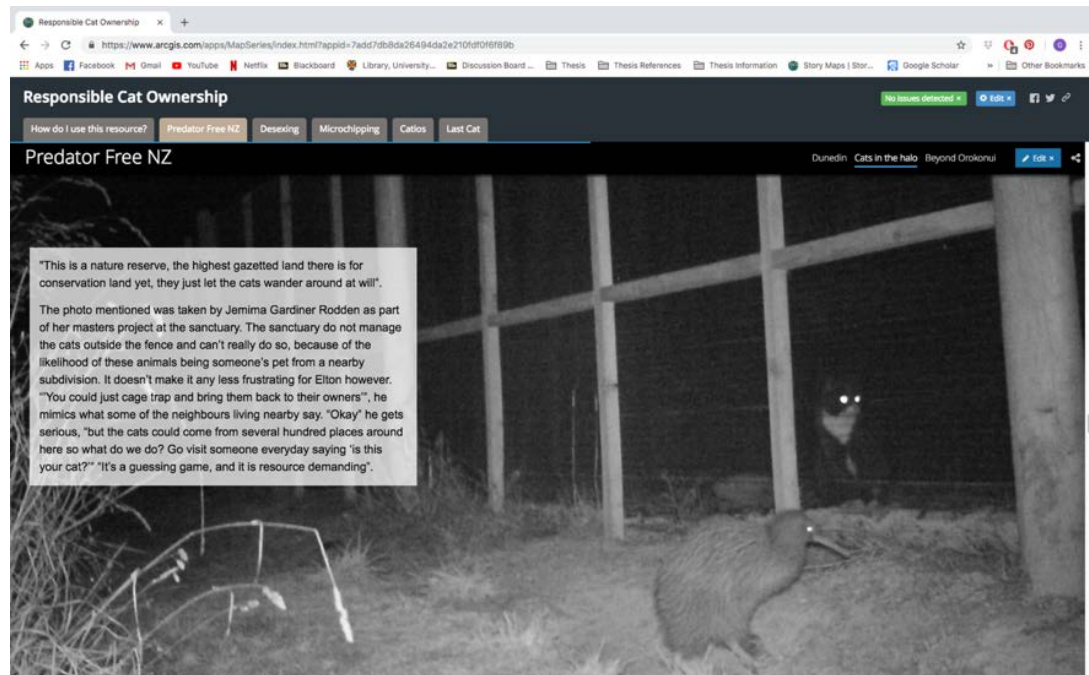 Responsible Cat Ownership
https://www.arcgis.com/apps/MapSeries/index.html?appid=7add7db8da26494da2e210fdf0f6f89b
Apps Facebook Gmail YouTube Netflix Blackboard Library, University... Discussion Board ... Thesis Thesis References Thesis Information Story Maps | Stor... Google Scholar » Other Bookmarks
Responsible Cat Ownership
No issues detected × Edit ×
How do I use this resource? Predator Free NZ Desexing Microchipping Catios Last Cat
Predator Free NZ
Dunedin Cats in the halo Beyond Orokonui Edit ×
"This is a nature reserve, the highest gazetted land there is for
conservation land yet, they just let the cats wander around at will".
The photo mentioned was taken by Jemima Gardiner Rodden as part
of her masters project at the sanctuary. The sanctuary do not manage
the cats outside the fence and can't really do so, because of the
likelihood of these animals being someone's pet from a nearby
subdivision. It doesn't make it any less frustrating for Elton however.
"'You could just cage trap and bring them back to their owners'", he
mimics what some of the neighbours living nearby say. "Okay" he gets
serious, "but the cats could come from several hundred places around
here so what do we do? Go visit someone everyday saying 'is this
your cat?'" "It's a guessing game, and it is resource demanding".